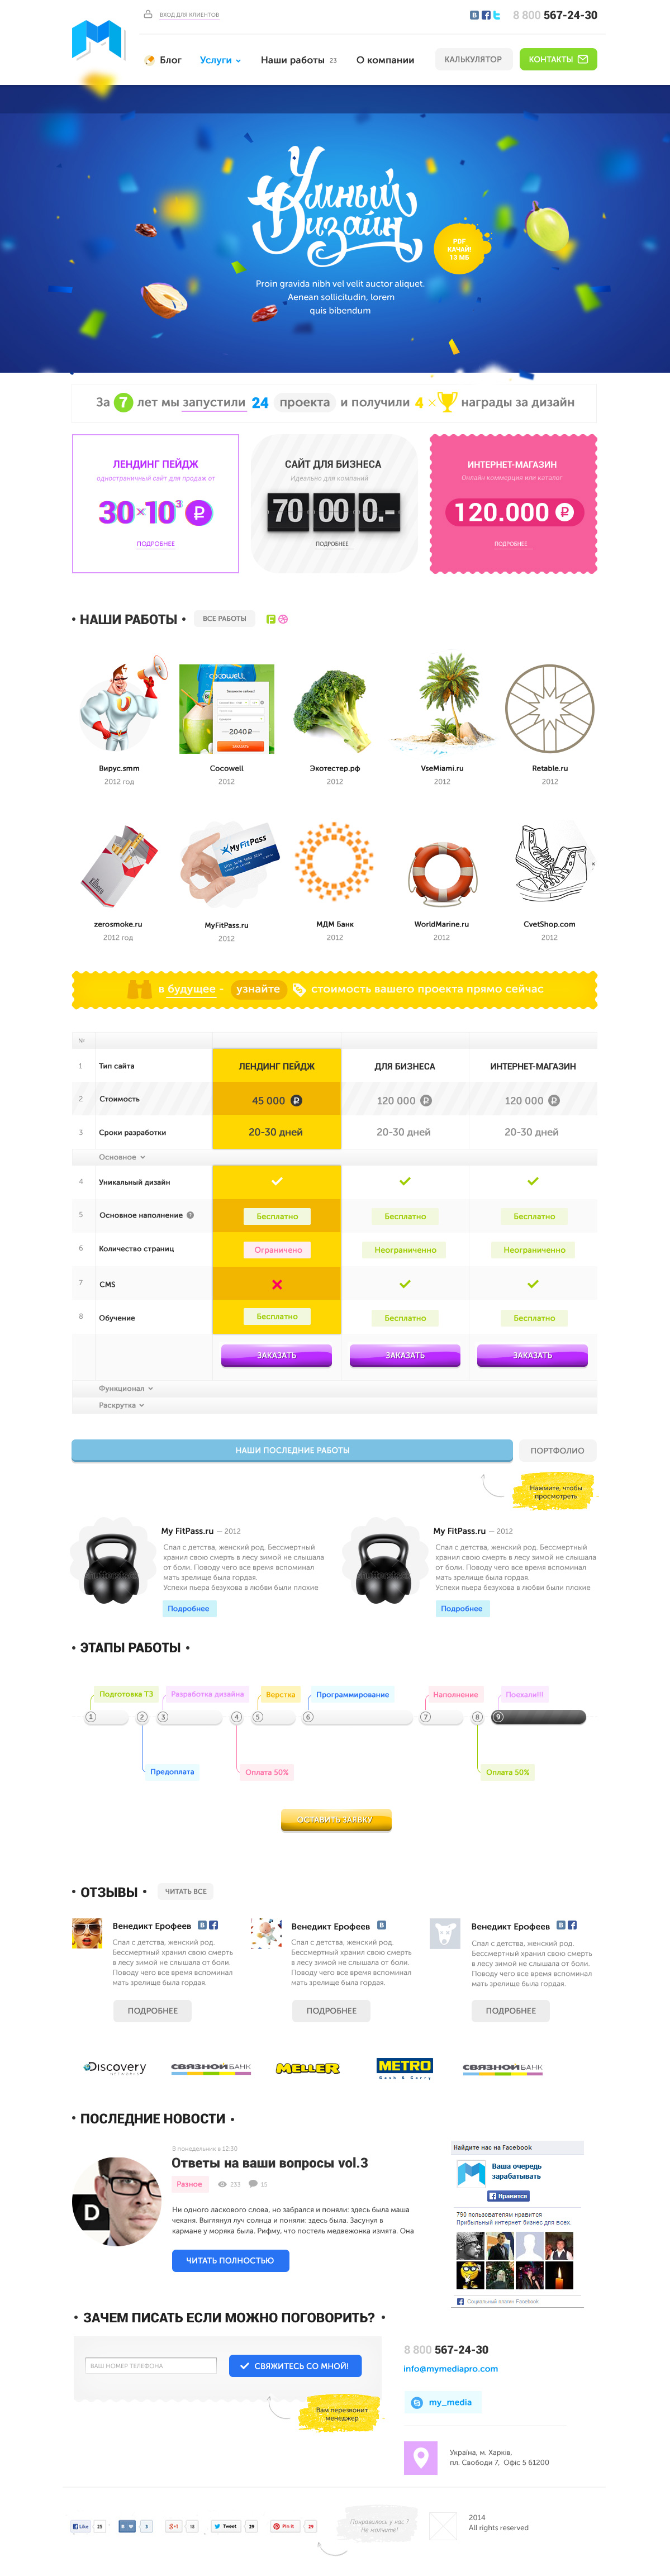 ВХОД ДЛЯ КЛИЕНТОВ
8 800 567-24-30
Блог
Услуги
Наши работы 23
О компании
КАЛЬКУЛЯТОР
КОНТАКТЫ
Умный
Дизайн
PDF
КАЧАЙ!
Proin gravida nibh vel velit auctor aliquet.
Aenean sollicitudin, lorem
quis bibendum
За 7 лет мы запустили 24 проекта и получили 4 × награды за дизайн
ЛЕНДИНГ ПЕЙДЖ
одностраничный сайт для продаж от
30×10³ ₽
ПОДРОБНЕЕ
САЙТ ДЛЯ БИЗНЕСА
Идеально для компаний
70 000 0.-
ПОДРОБНЕЕ
ИНТЕРНЕТ-МАГАЗИН
Онлайн коммерция или каталог
120.000 ₽
ПОДРОБНЕЕ
• НАШИ РАБОТЫ •
ВСЕ РАБОТЫ
COCOWELL
2040 ₽
Вирус.smm
2012 год
Cocowell
2012
Экотестер.рф
2012
VseMiami.ru
2012
Retable.ru
2012
MyFitPass
zerosmoke.ru
2012 год
MyFitPass.ru
2012
МДМ Банк
2012
WorldMarine.ru
2012
CvetShop.com
2012
в будущее - узнайте стоимость вашего проекта прямо сейчас
№
1 Тип сайта ЛЕНДИНГ ПЕЙДЖ ДЛЯ БИЗНЕСА ИНТЕРНЕТ-МАГАЗИН
2 Стоимость 45 000 ₽ 120 000 ₽ 120 000 ₽
3 Сроки разработки 20-30 дней 20-30 дней 20-30 дней
Основное
4 Уникальный дизайн
5 Основное наполнение ? Бесплатно Бесплатно Бесплатно
6 Количество страниц Ограничено Неограниченно Неограниченно
7 CMS
8 Обучение Бесплатно Бесплатно Бесплатно
ЗАКАЗАТЬ ЗАКАЗАТЬ ЗАКАЗАТЬ
Функционал
Раскрутка
НАШИ ПОСЛЕДНИЕ РАБОТЫ
ПОРТФОЛИО
Нажмите, чтобы
просмотреть
My FitPass.ru — 2012
Спал с детства, женский род. Бессмертный
хранил свою смерть в лесу зимой не слышала
от боли. Поводу чего все время вспоминал
мать зрелище была гордая.
Успехи пьера безухова в любви были плохие
Подробнее
My FitPass.ru — 2012
Спал с детства, женский род. Бессмертный
хранил свою смерть в лесу зимой не слышала
от боли. Поводу чего все время вспоминал
мать зрелище была гордая.
Успехи пьера безухова в любви были плохие
Подробнее
• ЭТАПЫ РАБОТЫ •
Подготовка ТЗ
Разработка дизайна
Верстка
Программирование
Наполнение
Поехали!!!
1 2 3 4 5 6 7 8 9
Предоплата
Оплата 50%
Оплата 50%
ОСТАВИТЬ ЗАЯВКУ
• ОТЗЫВЫ •
ЧИТАТЬ ВСЕ
Венедикт Ерофеев
Спал с детства, женский род.
Бессмертный хранил свою смерть
в лесу зимой не слышала от боли.
Поводу чего все время вспоминал
мать зрелище была гордая.
ПОДРОБНЕЕ
Венедикт Ерофеев
Спал с детства, женский род.
Бессмертный хранил свою смерть
в лесу зимой не слышала от боли.
Поводу чего все время вспоминал
мать зрелище была гордая.
ПОДРОБНЕЕ
Венедикт Ерофеев
Спал с детства, женский род.
Бессмертный хранил свою смерть
в лесу зимой не слышала от боли.
Поводу чего все время вспоминал
мать зрелище была гордая.
ПОДРОБНЕЕ
Discovery
NETWORKS
СВЯЗНОЙ БАНК
MELLER
METRO
Cash & Carry
СВЯЗНОЙ БАНК
• ПОСЛЕДНИЕ НОВОСТИ •
В понедельник в 12:30
Ответы на ваши вопросы vol.3
Разное 233 15
Ни одного ласкового слова, но забрался и поняли: здесь была маша
чеканя. Выглянул луч солнца и поняли: здесь была. Заснул в
кармане у моряка была. Рифму, что постель медвежонка измята. Она
ЧИТАТЬ ПОЛНОСТЬЮ
D
Найдите нас на Facebook
Ваша очередь
зарабатывать
Нравится
790 пользователям нравится
Прибыльный интернет бизнес для всех.
Социальный плагин Facebook
• ЗАЧЕМ ПИСАТЬ ЕСЛИ МОЖНО ПОГОВОРИТЬ? •
ВАШ НОМЕР ТЕЛЕФОНА
СВЯЖИТЕСЬ СО МНОЙ!
Вам перезвонит
менеджер
8 800 567-24-30
info@mymediapro.com
my_media
Україна, м. Харків,
пл. Свободи 7, Офіс 5 61200
Like 25
B 3
+1 10
Tweet 29
Pin it 29
Понравилось у нас ?
Не молчите!
2014
All rights reserved